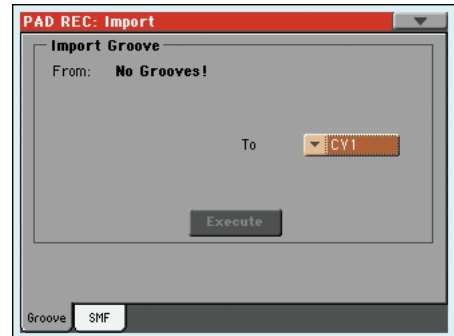 PAD REC: Import
Import Groove
From: No Grooves!
To CV1
Execute
Groove SMF